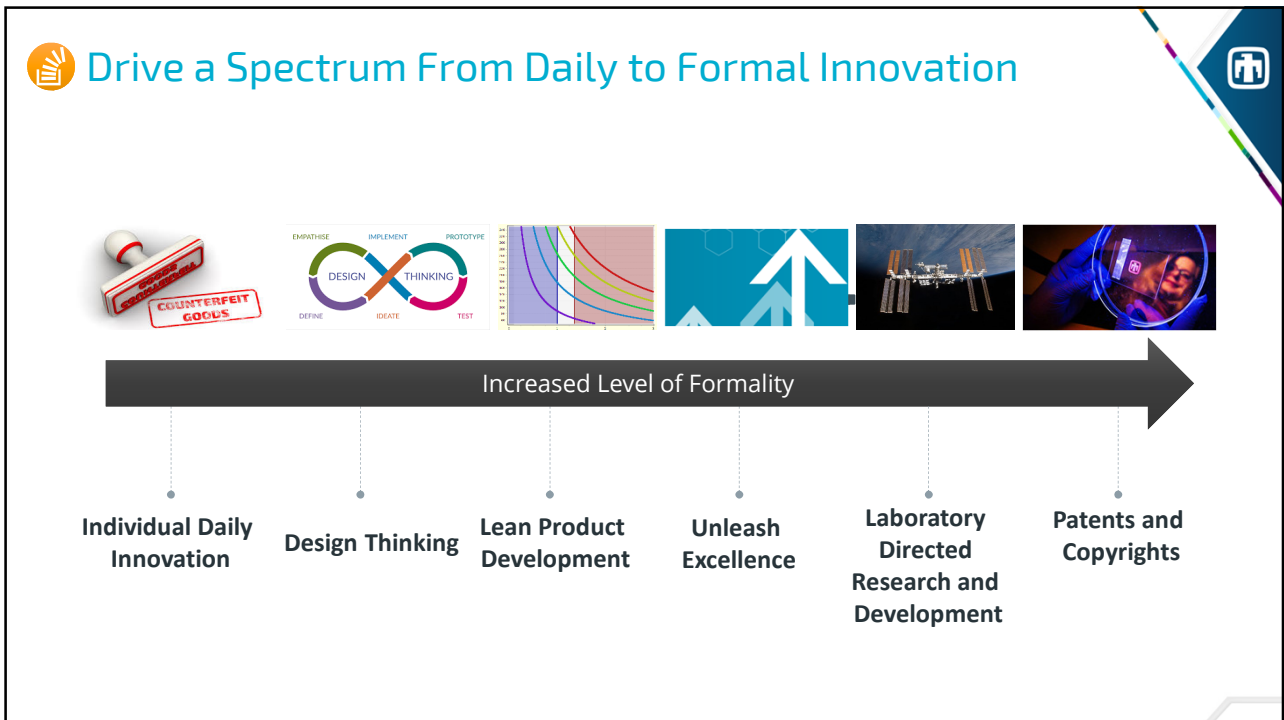 Drive a Spectrum From Daily to Formal Innovation
COUNTERFEIT
GOODS
EMPATHISE
IMPLEMENT
PROTOTYPE
DESIGN
THINKING
DEFINE
IDEATE
TEST
Increased Level of Formality
Individual Daily
Innovation
Design Thinking
Lean Product
Development
Unleash
Excellence
Laboratory
Directed
Research and
Development
Patents and
Copyrights